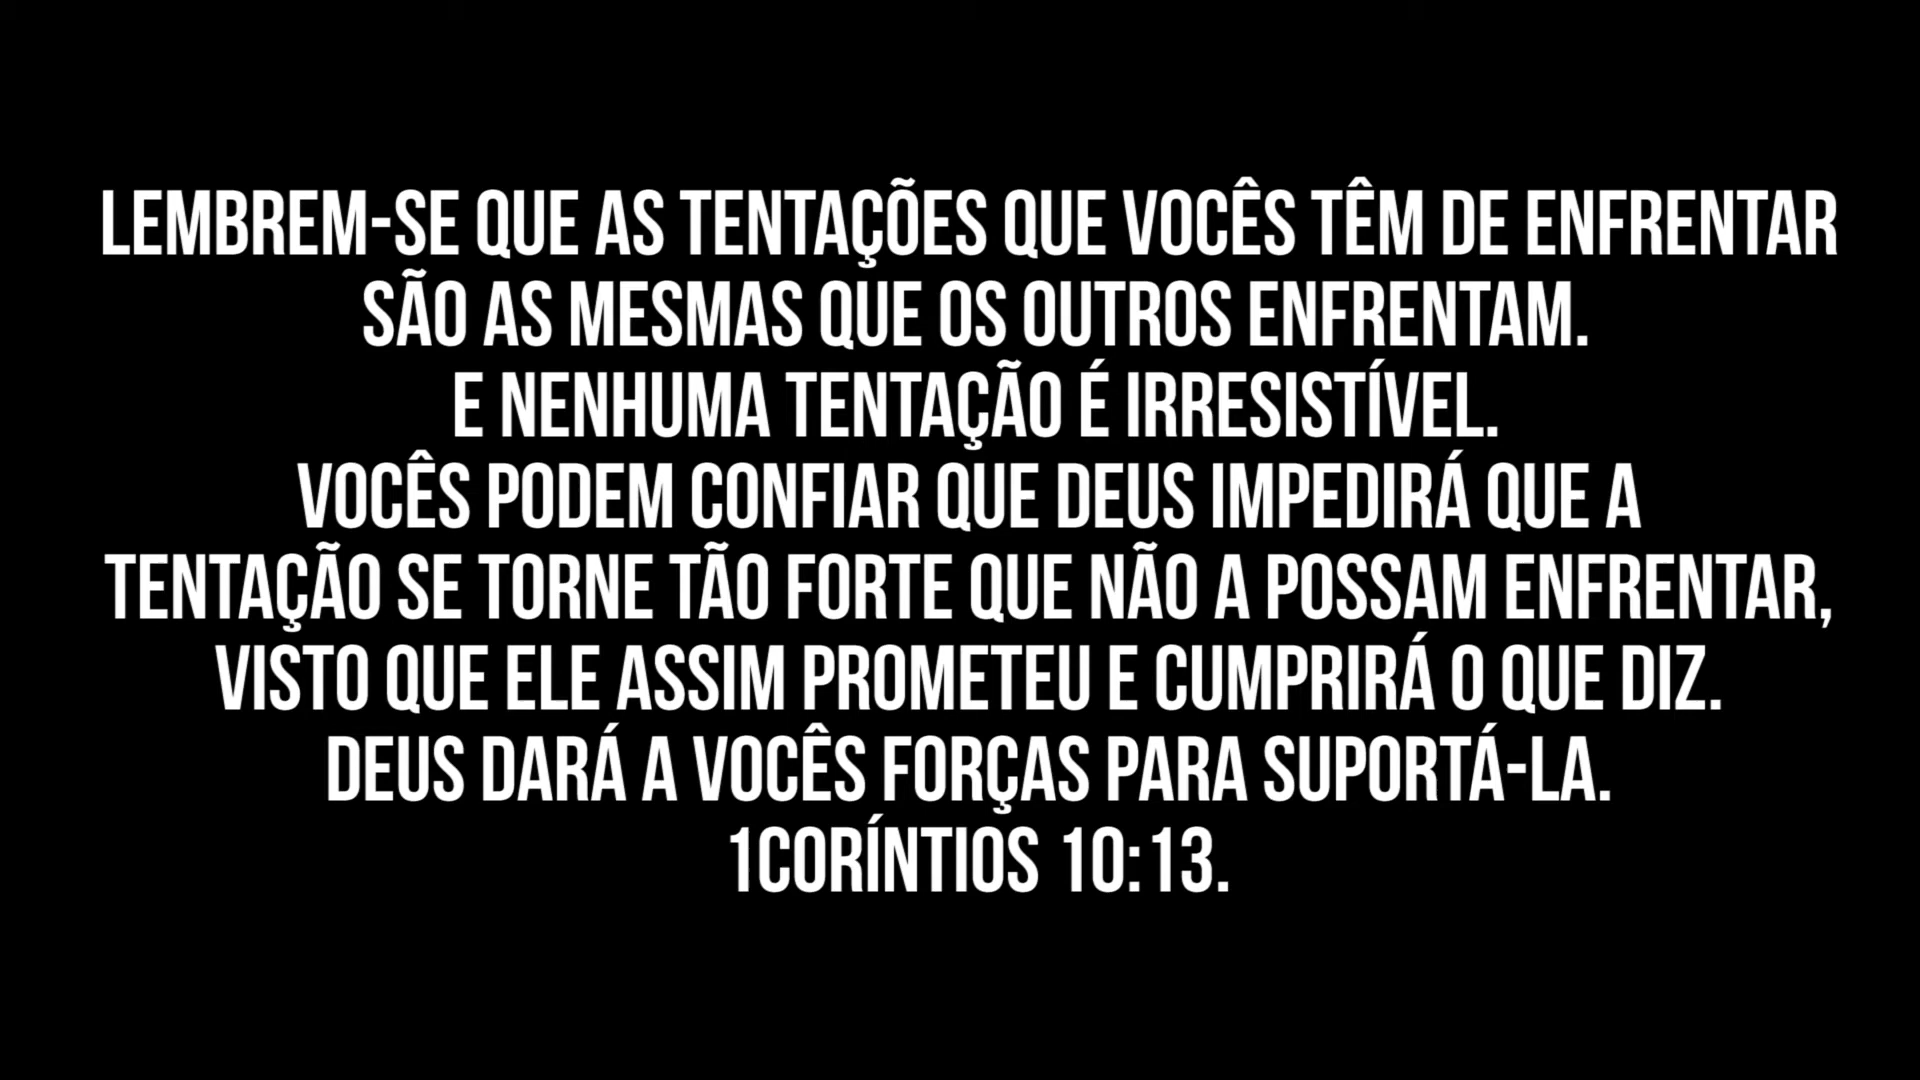 LEMBREM-SE QUE AS TENTAÇÕES QUE VOCÊS TÊM DE ENFRENTAR
SÃO AS MESMAS QUE OS OUTROS ENFRENTAM.
E NENHUMA TENTAÇÃO É IRRESISTÍVEL.
VOCÊS PODEM CONFIAR QUE DEUS IMPEDIRÁ QUE A
TENTAÇÃO SE TORNE TÃO FORTE QUE NÃO A POSSAM ENFRENTAR,
VISTO QUE ELE ASSIM PROMETEU E CUMPRIRÁ O QUE DIZ.
DEUS DARÁ A VOCÊS FORÇAS PARA SUPORTÁ-LA.
1CORÍNTIOS 10:13.